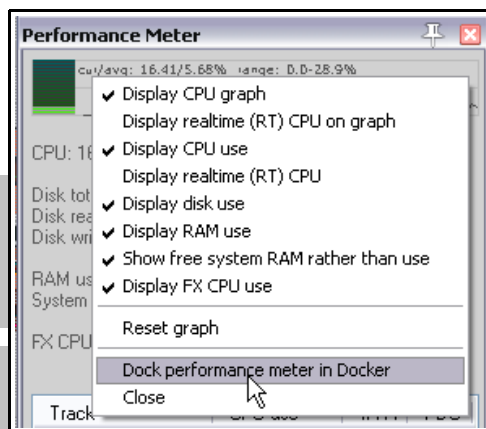 Performance Meter
cur/avg: 16.41/5.68% range: 0.0-28.9%
Display CPU graph
Display realtime (RT) CPU on graph
CPU: 16
Display CPU use
Display realtime (RT) CPU
Disk tot
Display disk use
Disk rea
Display RAM use
Disk wri
Show free system RAM rather than use
RAM us
Display FX CPU use
System
Reset graph
FX CPU
Dock performance meter in Docker
Close
Track